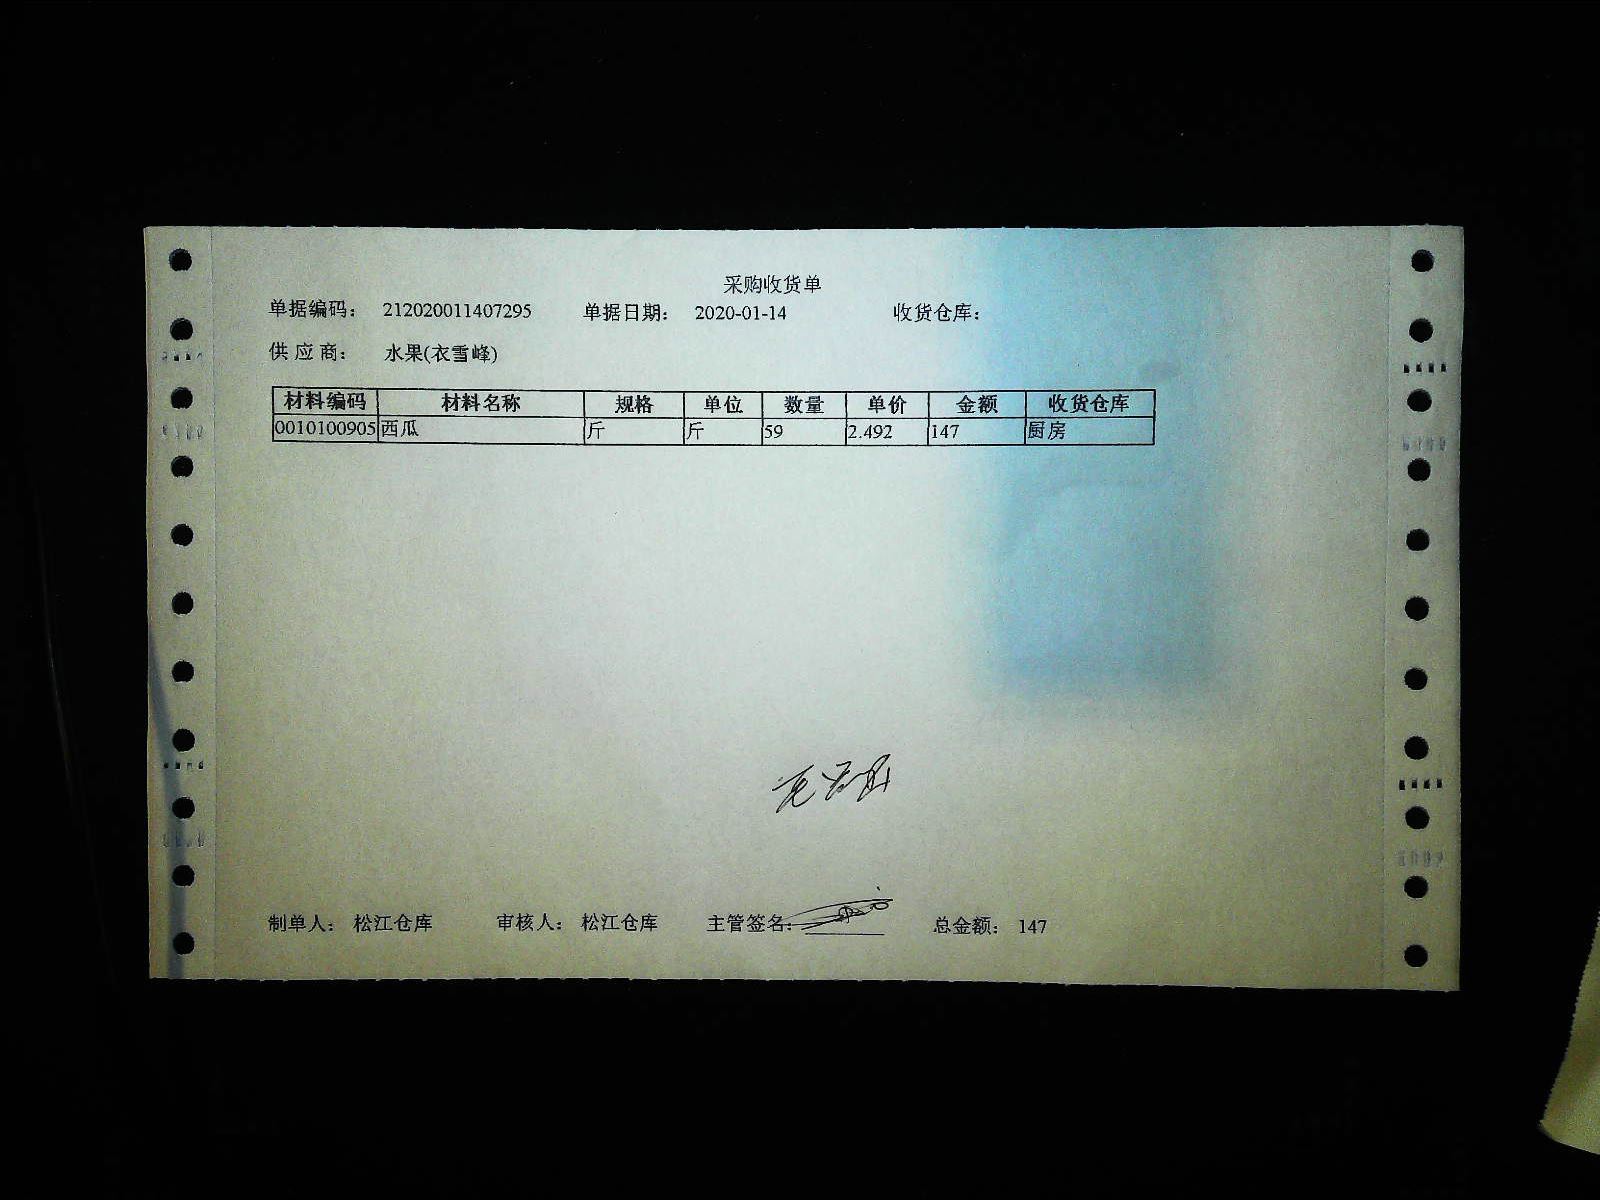 采购收货单
单据编码: 212020011407295 单据日期: 2020-01-14 收货仓库:
供应商: 水果(衣雪峰)
材料编码 材料名称 规格 单位 数量 单价 金额 收货仓库
0010100905 西瓜 斤 斤 59 2.492 147 厨房
制单人: 松江仓库 审核人: 松江仓库 主管签名: 总金额: 147